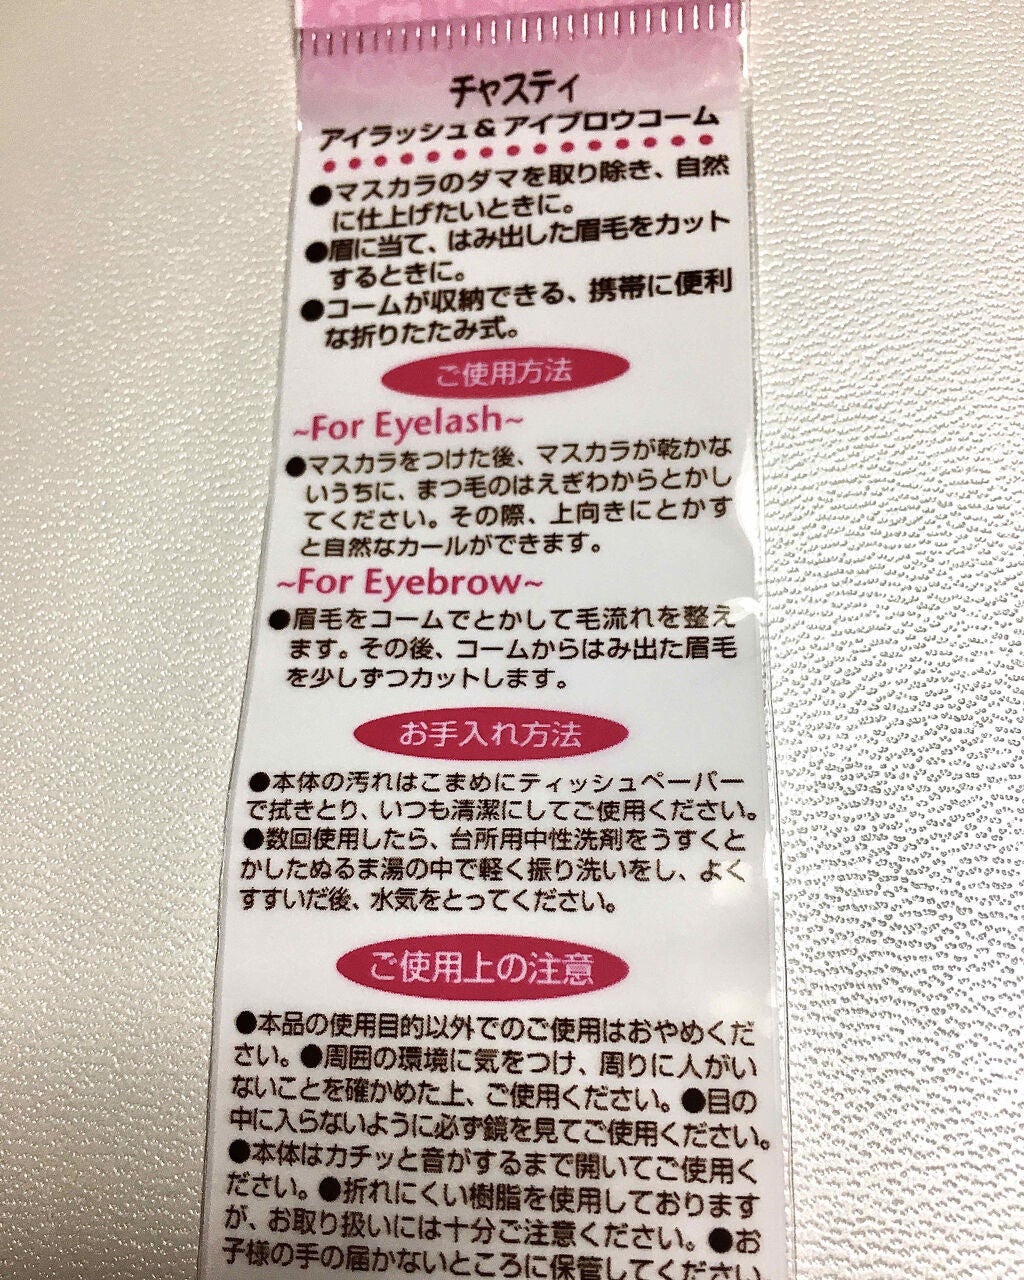 チャスティ
アイラッシュ&アイブロウコーム
●マスカラのダマを取り除き、自然
に仕上げたいときに。
●眉に当て、はみ出した眉毛をカット
するときに。
●コームが収納できる、携帯に便利
な折りたたみ式。
ご使用方法
~For Eyelash~
●マスカラをつけた後、マスカラが乾かな
いうちに、まつ毛のはえぎわからとかし
てください。その際、上向きにとかす
と自然なカールができます。
~For Eyebrow~
●眉毛をコームでとかして毛流れを整え
ます。その後、コームからはみ出た眉毛
を少しずつカットします。
お手入れ方法
●本体の汚れはこまめにティッシュペーパー
で拭きとり、いつも清潔にしてご使用ください。
●数回使用したら、台所用中性洗剤をうすくと
かしたぬるま湯の中で軽く振り洗いをし、よく
すすいだ後、水気をとってください。
ご使用上の注意
●本品の使用目的以外でのご使用はおやめくだ
さい。●周囲の環境に気をつけ、周りに人がい
ないことを確かめた上、ご使用ください。●目の
中に入らないように必ず鏡を見てご使用ください。
●本体はカチッと音がするまで開いてご使用く
ださい。●折れにくい樹脂を使用しております
が、お取り扱いには十分ご注意ください。●お
子様の手の届かないところに保管してください